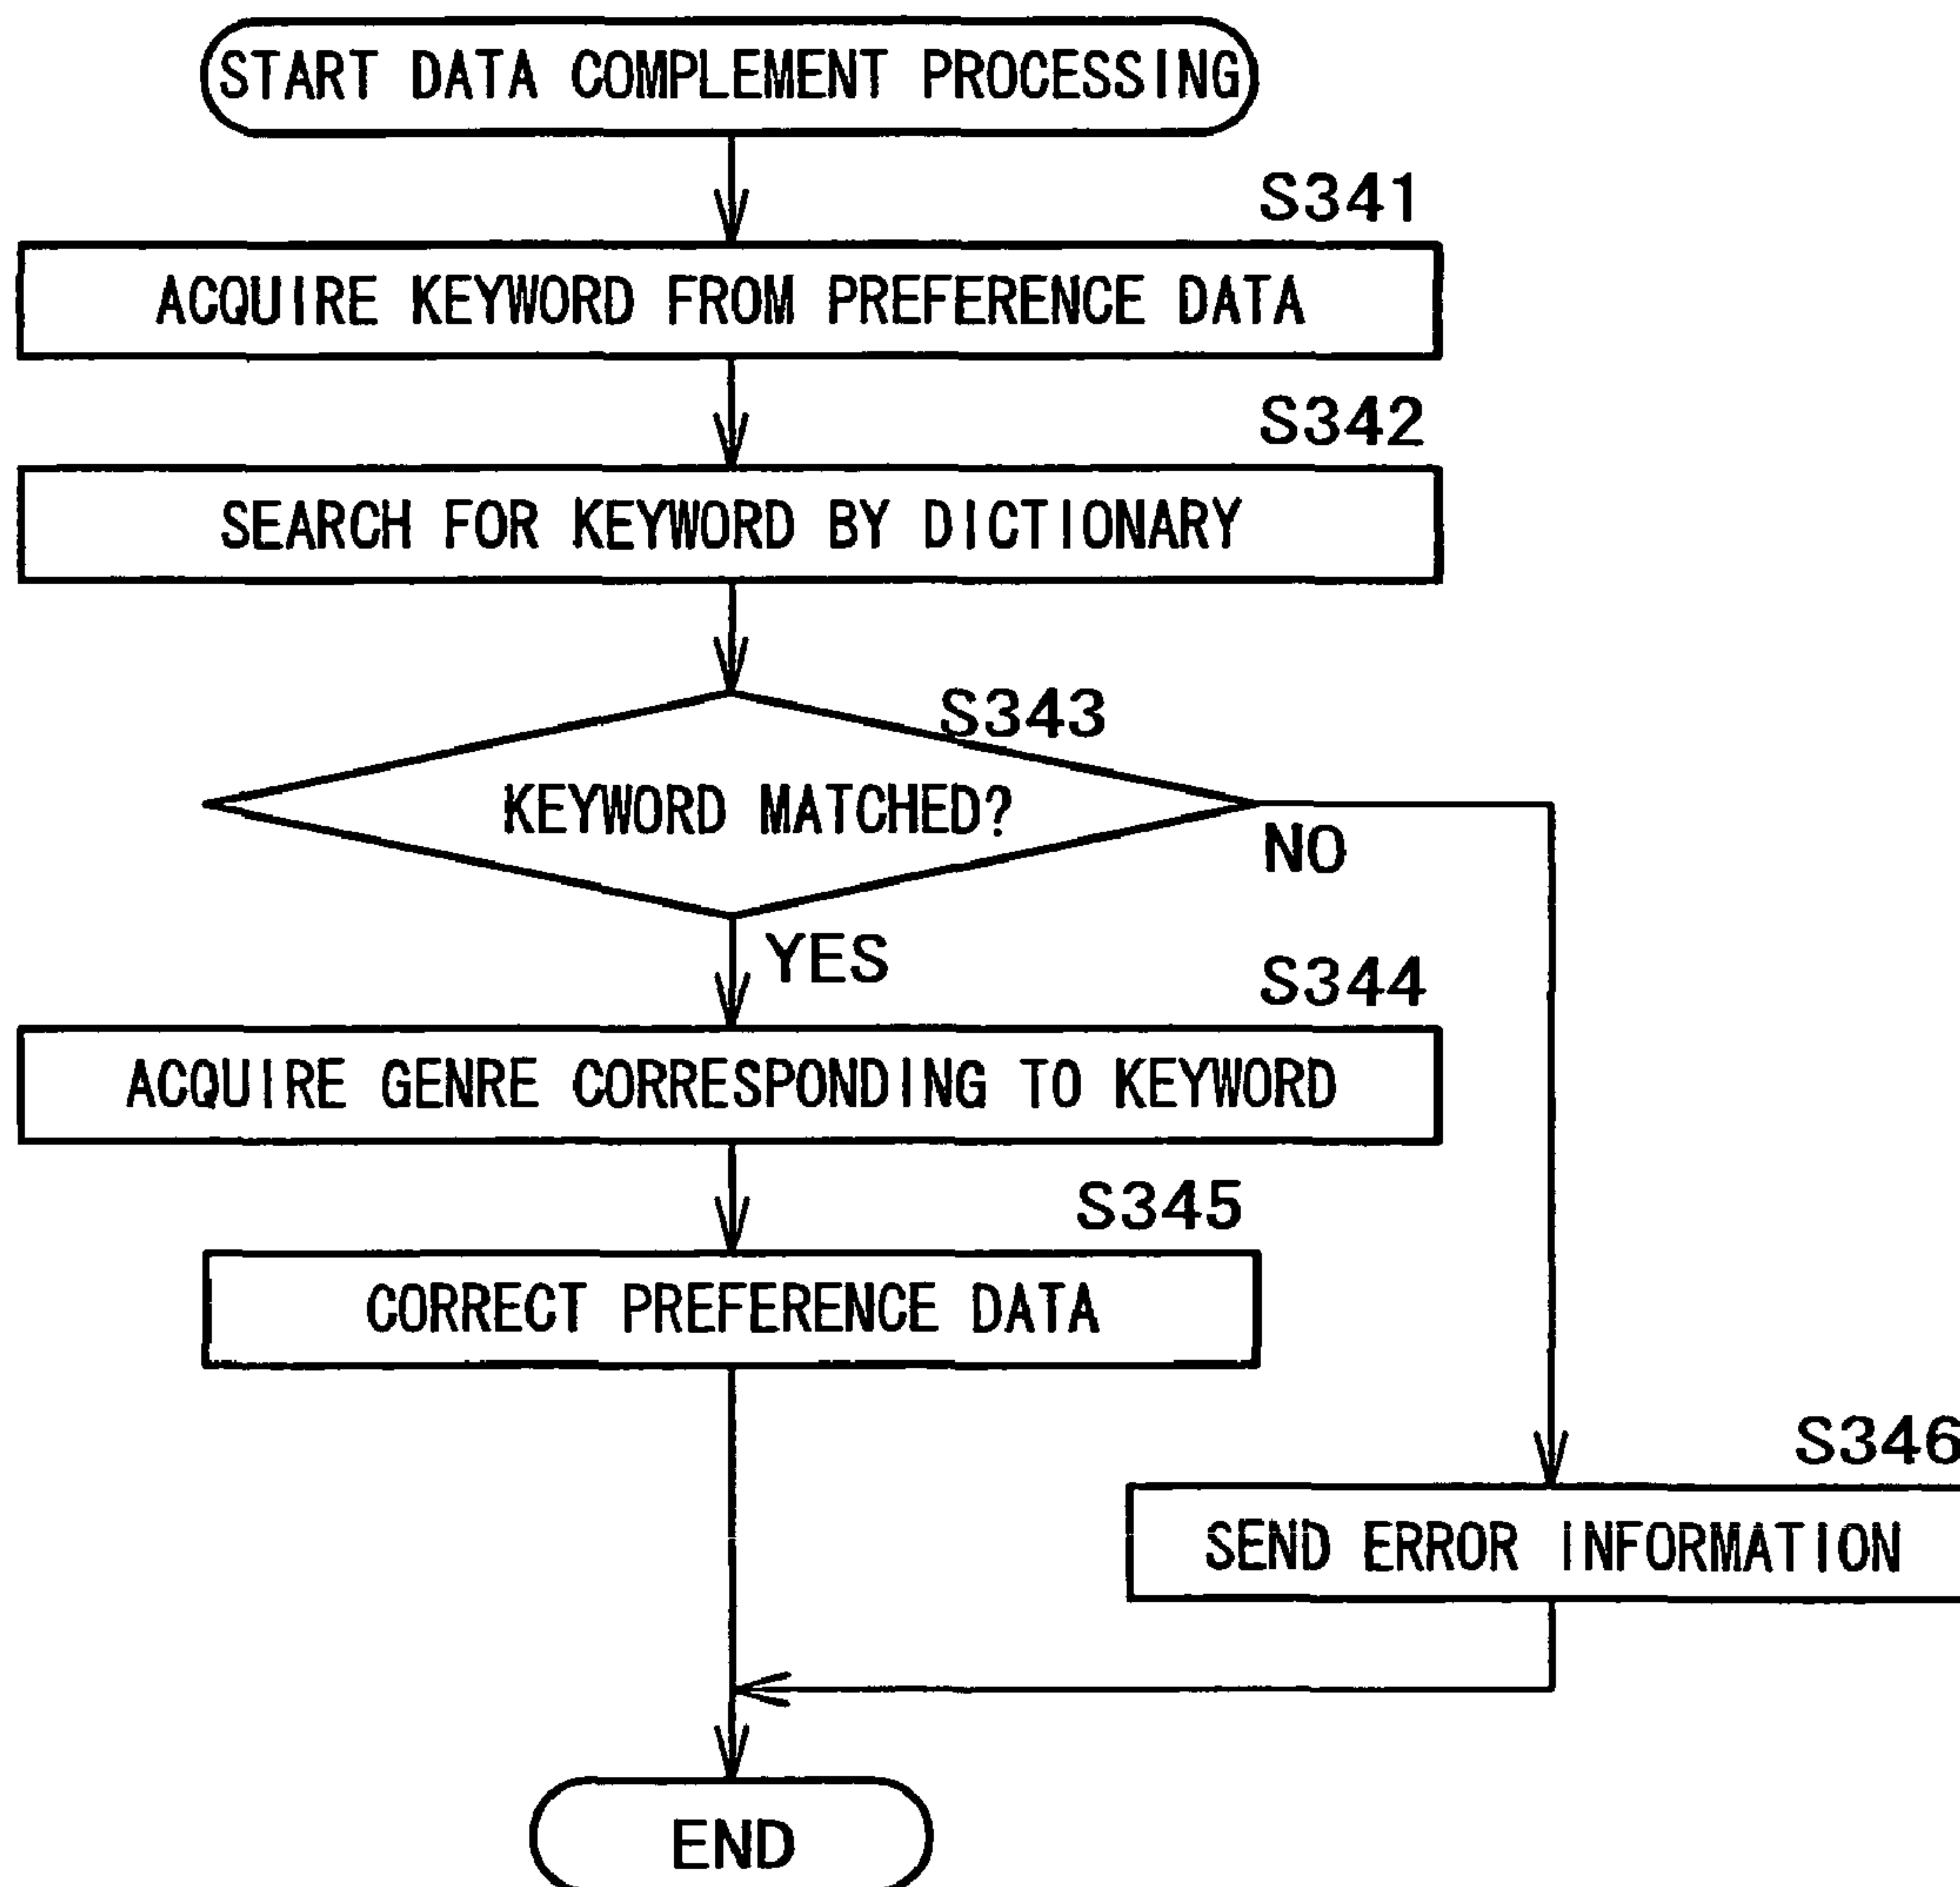 START DATA COMPLEMENT PROCESSING
S341
ACQUIRE KEYWORD FROM PREFERENCE DATA
S342
SEARCH FOR KEYWORD BY DICTIONARY
S343
KEYWORD MATCHED?
NO
YES
S344
ACQUIRE GENRE CORRESPONDING TO KEYWORD
S345
CORRECT PREFERENCE DATA
S346
SEND ERROR INFORMATION
END